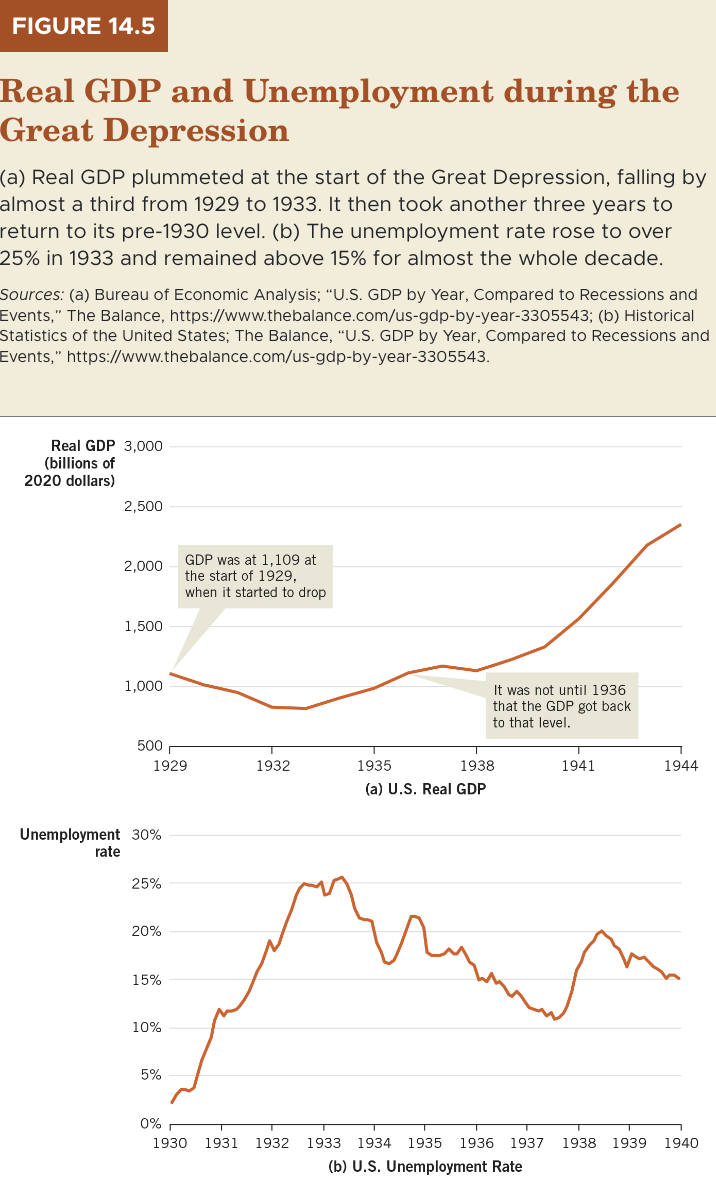 FIGURE 14.5
Real GDP and Unemployment during the
Great Depression
(a) Real GDP plummeted at the start of the Great Depression, falling by
almost a third from 1929 to 1933. It then took another three years to
return to its pre-1930 level. (b) The unemployment rate rose to over
25% in 1933 and remained above 15% for almost the whole decade.
Sources: (a) Bureau of Economic Analysis; “U.S. GDP by Year, Compared to Recessions and
Events,” The Balance, https://www.thebalance.com/us-gdp-by-year-3305543; (b) Historical
Statistics of the United States; The Balance, “U.S. GDP by Year, Compared to Recessions and
Events,” https://www.thebalance.com/us-gdp-by-year-3305543.
Real GDP
(billions of
2020 dollars)
3,000
2,500
2,000
1,500
1,000
500
GDP was at 1,109 at
the start of 1929,
when it started to drop
It was not until 1936
that the GDP got back
to that level.
1929 1932 1935 1938 1941 1944
(a) U.S. Real GDP
Unemployment
rate
30%
25%
20%
15%
10%
5%
0%
1930 1931 1932 1933 1934 1935 1936 1937 1938 1939 1940
(b) U.S. Unemployment Rate